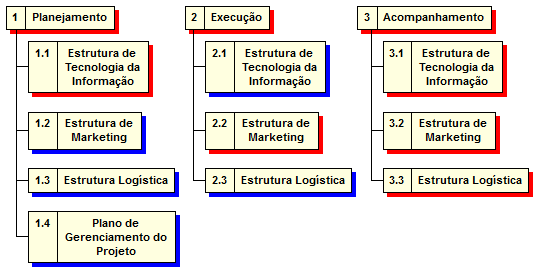 1 Planejamento
1.1 Estrutura de
Tecnologia da
Informação
1.2 Estrutura de
Marketing
1.3 Estrutura Logística
1.4 Plano de
Gerenciamento do
Projeto
2 Execução
2.1 Estrutura de
Tecnologia da
Informação
2.2 Estrutura de
Marketing
2.3 Estrutura Logística
3 Acompanhamento
3.1 Estrutura de
Tecnologia da
Informação
3.2 Estrutura de
Marketing
3.3 Estrutura Logística